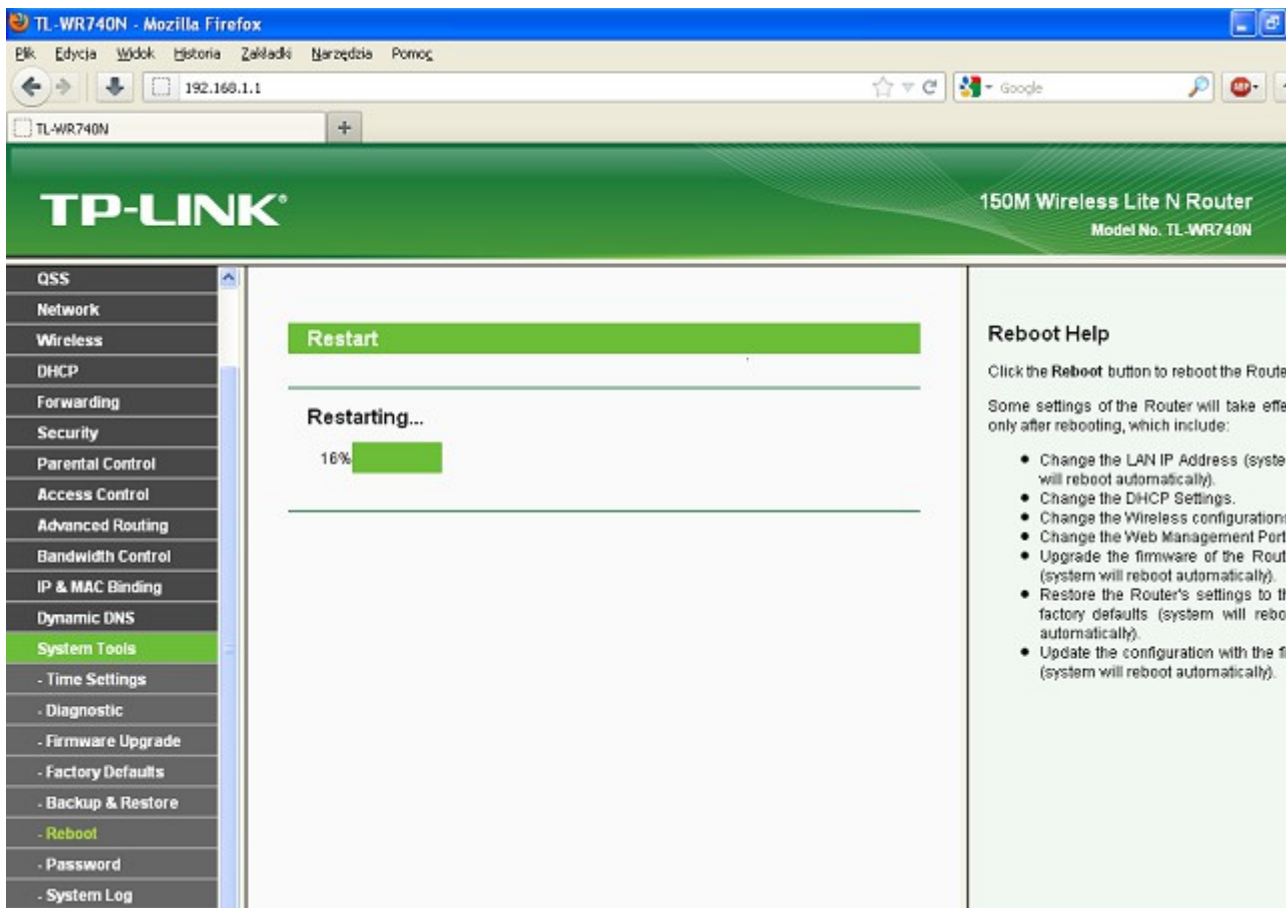 TL-WR740N - Mozilla Firefox
Plik Edycja Widok Historia Zakładki Narzędzia Pomoc
192.168.1.1
Google
ABP
TL-WR740N
TP-LINK®
150M Wireless Lite N Router
Model No. TL-WR740N
QSS
Network
Wireless
DHCP
Forwarding
Security
Parental Control
Access Control
Advanced Routing
Bandwidth Control
IP & MAC Binding
Dynamic DNS
System Tools
- Time Settings
- Diagnostic
- Firmware Upgrade
- Factory Defaults
- Backup & Restore
- Reboot
- Password
- System Log
Restart
Restarting...
16%
Reboot Help
Click the Reboot button to reboot the Route
Some settings of the Router will take effe
only after rebooting, which include:
Change the LAN IP Address (syste
will reboot automatically).
Change the DHCP Settings.
Change the Wireless configurations
Change the Web Management Port
Upgrade the firmware of the Rout
(system will reboot automatically).
Restore the Router's settings to th
factory defaults (system will rebo
automatically).
Update the configuration with the fi
(system will reboot automatically).